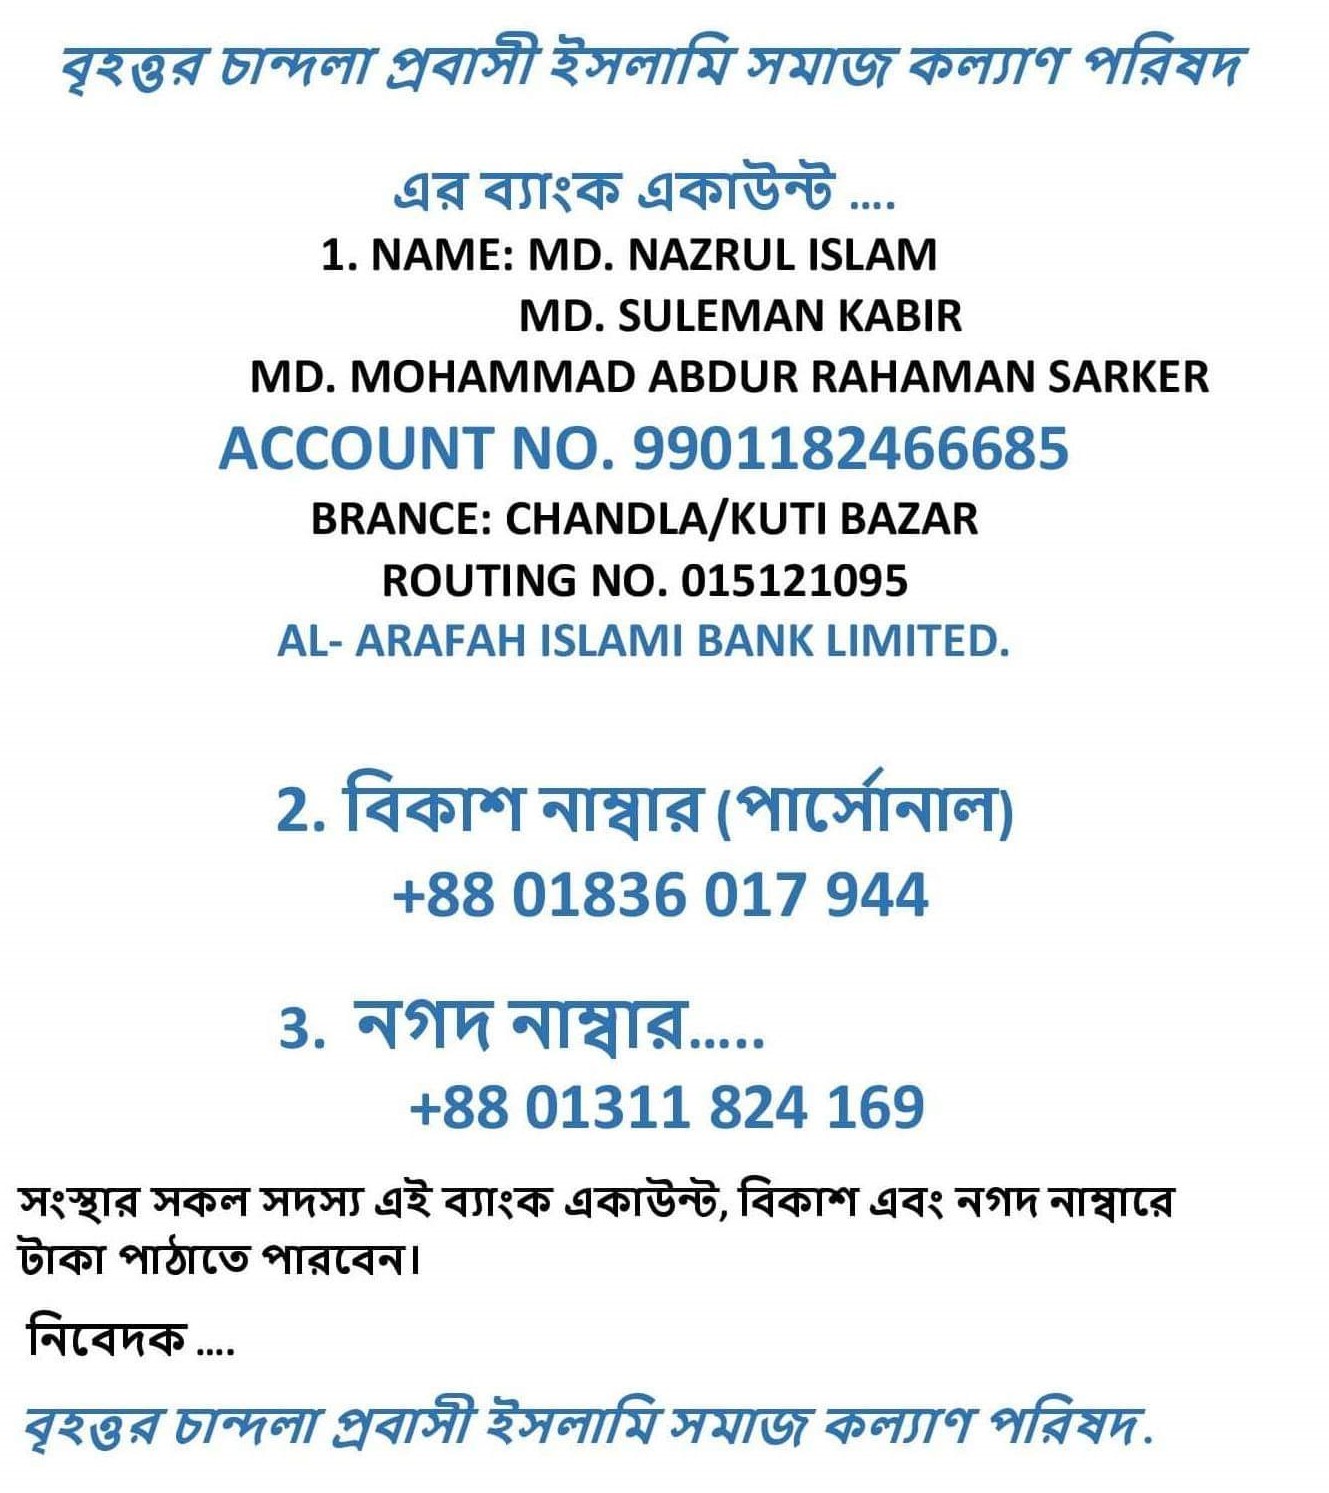 বৃহত্তর চান্দলা প্রবাসী ইসলামি সমাজ কল্যাণ পরিষদ
এর ব্যাংক একাউন্ট ....
1. NAME: MD. NAZRUL ISLAM
MD. SULEMAN KABIR
MD. MOHAMMAD ABDUR RAHAMAN SARKER
ACCOUNT NO. 9901182466685
BRANCE: CHANDLA/KUTI BAZAR
ROUTING NO. 015121095
AL- ARAFAH ISLAMI BANK LIMITED.
2. বিকাশ নাম্বার (পার্সোনাল)
+88 01836 017 944
3. নগদ নাম্বার.....
+88 01311 824 169
সংস্থার সকল সদস্য এই ব্যাংক একাউন্ট, বিকাশ এবং নগদ নাম্বারে
টাকা পাঠাতে পারবেন।
নিবেদক ....
বৃহত্তর চান্দলা প্রবাসী ইসলামি সমাজ কল্যাণ পরিষদ.